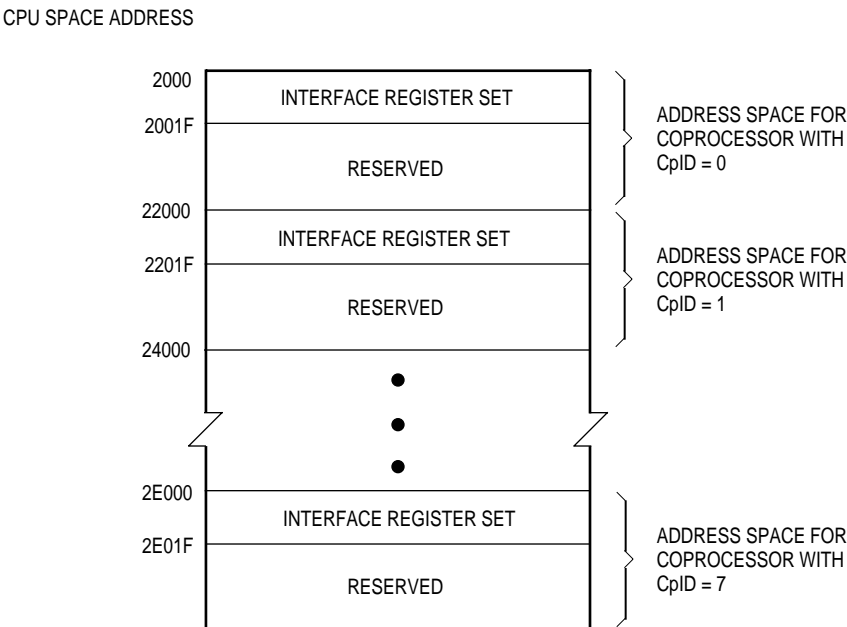 CPU SPACE ADDRESS
2000
INTERFACE REGISTER SET
2001F
RESERVED
ADDRESS SPACE FOR
COPROCESSOR WITH
CpID = 0
22000
INTERFACE REGISTER SET
2201F
RESERVED
ADDRESS SPACE FOR
COPROCESSOR WITH
CpID = 1
24000
2E000
INTERFACE REGISTER SET
2E01F
RESERVED
ADDRESS SPACE FOR
COPROCESSOR WITH
CpID = 7